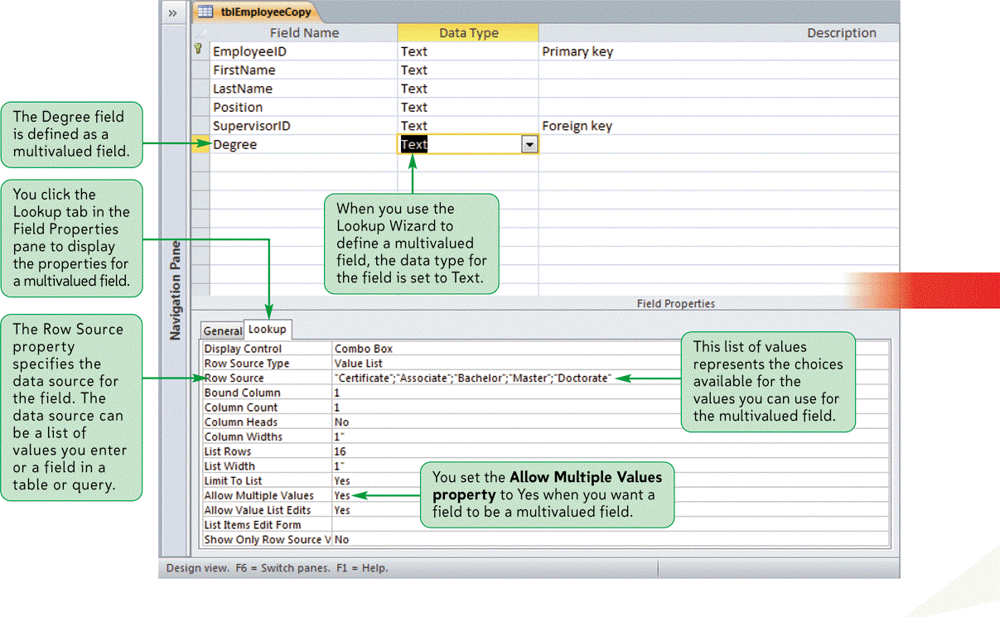 »
tblEmployeeCopy
Field Name Data Type Description
EmployeeID Text Primary key
FirstName Text
LastName Text
Position Text
SupervisorID Text Foreign key
Degree Text
The Degree field
is defined as a
multivalued field.
You click the
Lookup tab in the
Field Properties
pane to display
the properties for
a multivalued field.
When you use the
Lookup Wizard to
define a multivalued
field, the data type for
the field is set to Text.
Navigation Pane
Field Properties
The Row Source
property
specifies the
data source for
the field. The
data source can
be a list of
values you enter
or a field in a
table or query.
General Lookup
Display Control Combo Box
Row Source Type Value List
Row Source "Certificate";"Associate";"Bachelor";"Master";"Doctorate"
Bound Column 1
Column Count 1
Column Heads No
Column Widths 1"
List Rows 16
List Width 1"
Limit To List Yes
Allow Multiple Values Yes
Allow Value List Edits Yes
List Items Edit Form
Show Only Row Source V No
This list of values
represents the choices
available for the
values you can use for
the multivalued field.
You set the Allow Multiple Values
property to Yes when you want a
field to be a multivalued field.
Design view. F6 = Switch panes. F1 = Help.